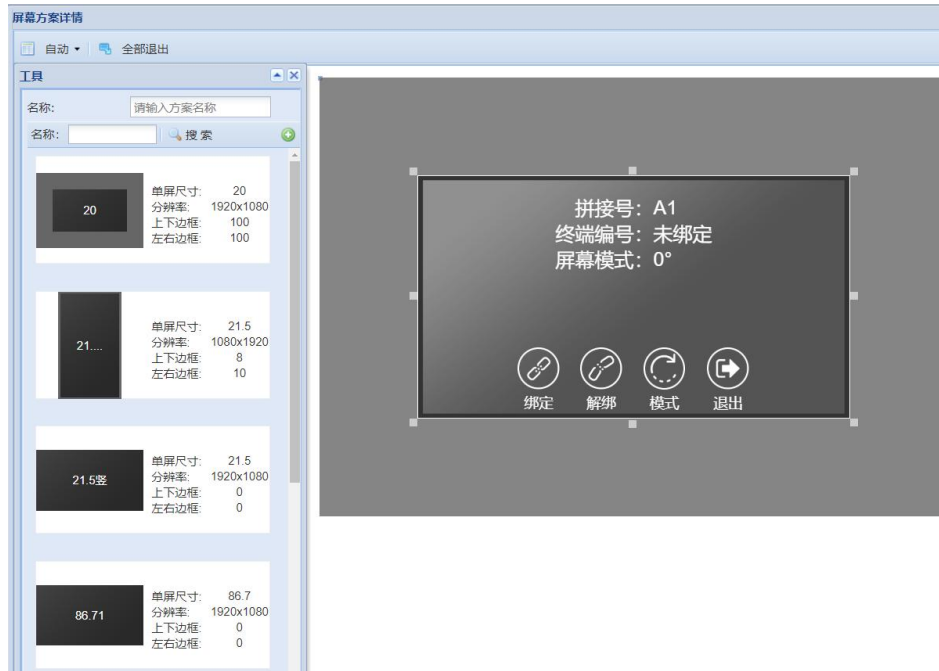 屏幕方案详情
自动 全部退出
工具
名称: 请输入方案名称
名称: 搜索
20
单屏尺寸: 20
分辨率: 1920x1080
上下边框: 100
左右边框: 100
21....
单屏尺寸: 21.5
分辨率: 1080x1920
上下边框: 8
左右边框: 10
21.5竖
单屏尺寸: 21.5
分辨率: 1920x1080
上下边框: 0
左右边框: 0
86.71
单屏尺寸: 86.7
分辨率: 1920x1080
上下边框: 0
左右边框: 0
拼接号: A1
终端编号: 未绑定
屏幕模式: 0°
绑定 解绑 模式 退出